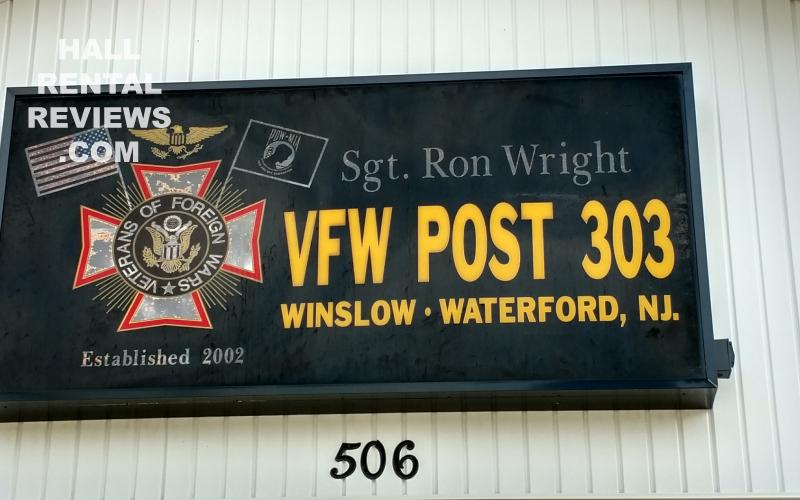 HALL
RENTAL
REVIEWS
.COM
POW-MIA
Sgt. Ron Wright
VETERANS OF FOREIGN WARS
VFW POST 303
WINSLOW · WATERFORD, NJ.
Established 2002
506